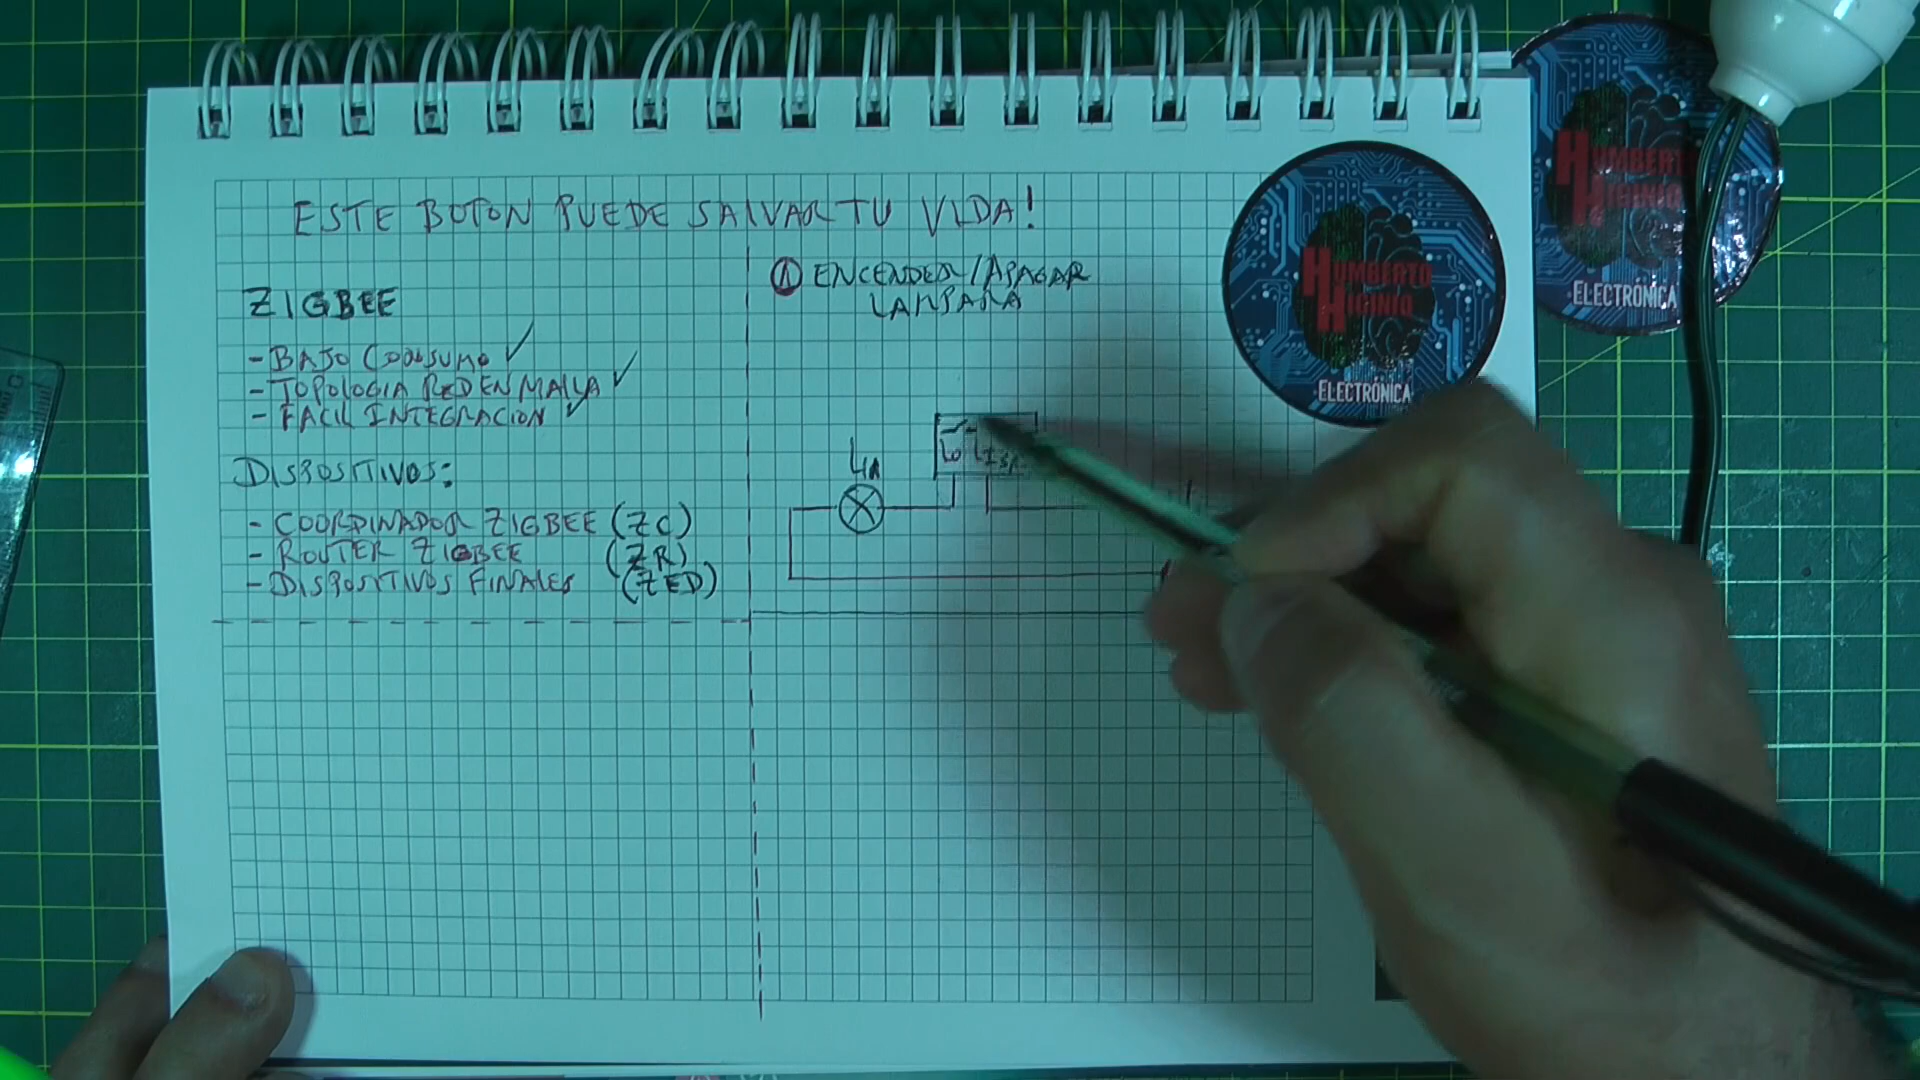 ESTE BOTON PUEDE SALVAR TU VIDA!
ZIGBEE
- BAJO CONSUMO ✓
- TOPOLOGIA RED EN MALLA ✓
- FACIL INTEGRACION ✓
DISPOSITIVOS:
- COORDINADOR ZIGBEE (ZC)
- ROUTER ZIGBEE (ZR)
- DISPOSITIVOS FINALES (ZED)
1 ENCENDER/APAGAR
LAMPARA
Lo
HUMBERTO
HIGINIO
ELECTRÓNICA
HUMBERTO
HIGINIO
ELECTRÓNICA